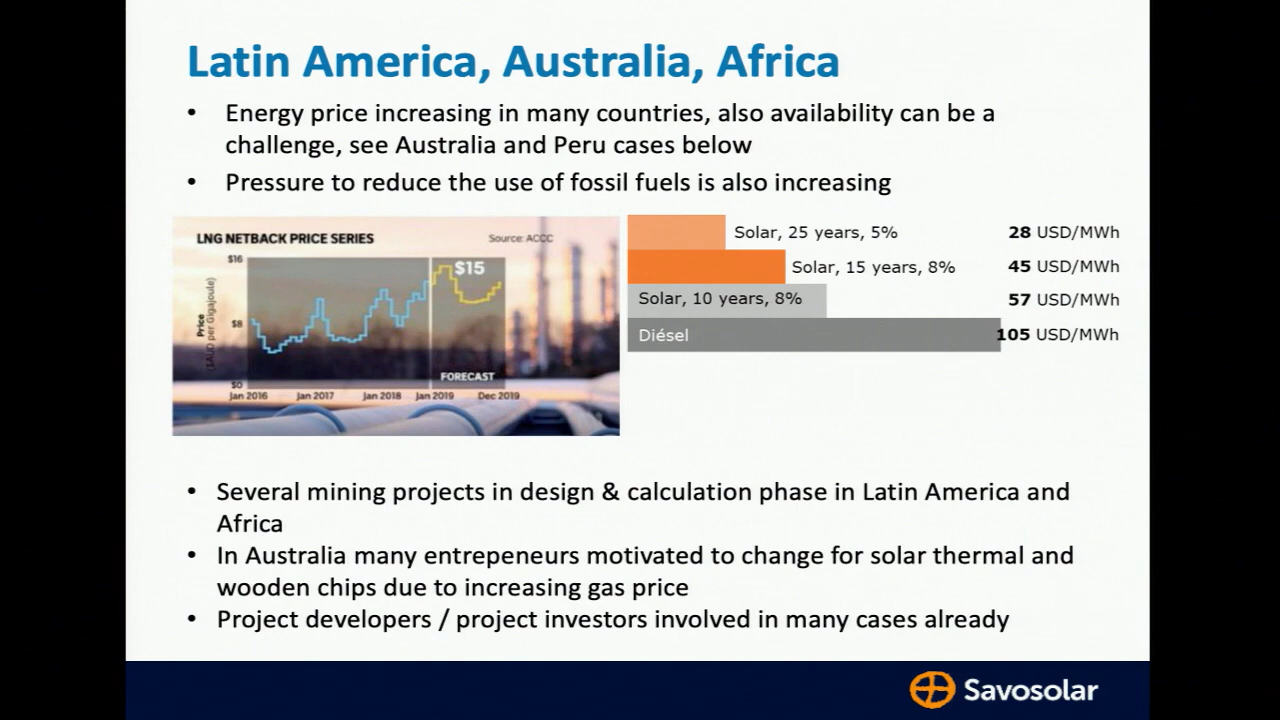 Latin America, Australia, Africa
• Energy price increasing in many countries, also availability can be a
challenge, see Australia and Peru cases below
• Pressure to reduce the use of fossil fuels is also increasing
LNG NETBACK PRICE SERIES
Source: ACCC
$16
$15
Price
($AUD per Gigajoule)
$8
$0
FORECAST
Jan 2016 Jan 2017 Jan 2018 Jan 2019 Dec 2019
Solar, 25 years, 5% 28 USD/MWh
Solar, 15 years, 8% 45 USD/MWh
Solar, 10 years, 8% 57 USD/MWh
Diésel 105 USD/MWh
• Several mining projects in design & calculation phase in Latin America and
Africa
• In Australia many entrepeneurs motivated to change for solar thermal and
wooden chips due to increasing gas price
• Project developers / project investors involved in many cases already
Savosolar